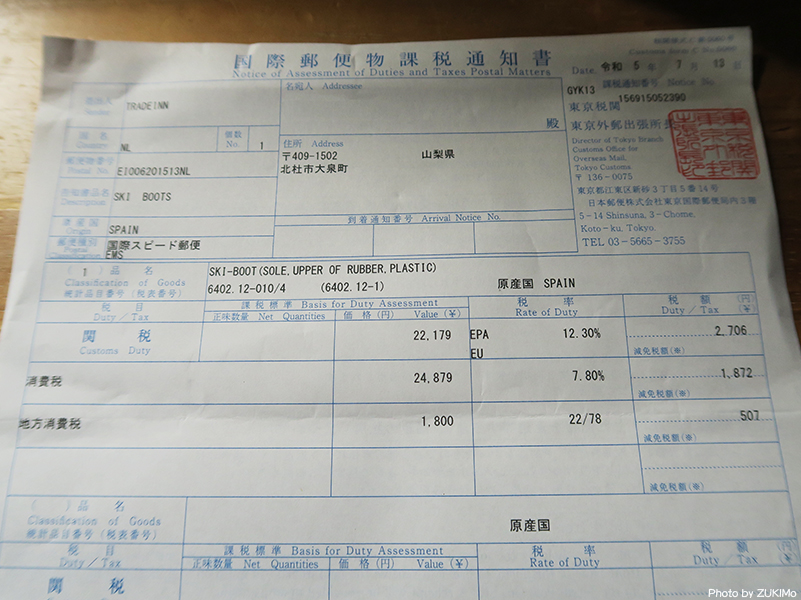 国際郵便物課税通知書
Notice of Assessment of Duties and Taxes Postal Matters
Date. 令和 5年 7月 13日
名宛人 Addressee
殿
GYK13 課税通知番号 Notice No.
156915052390
東京税関
東京外郵出張所長
Director of Tokyo Branch
Customs Office for
Overseas Mail,
Tokyo Customs.
〒 136-0075
東京都江東区新砂3丁目5番14号
日本郵便株式会社東京国際郵便局内3階
5-14 Shinsuna, 3-Chome,
Koto-ku, Tokyo.
TEL 03-5665-3755
差出人 TRADEINN
Sender
国名 NL
Country
個数 1
No.
郵便物番号 EI006201513NL
Postal No.
SKI BOOTS
Description
原産国 SPAIN
Origin
郵便種別 国際スピード郵便
EMS
住所 Address
〒409-1502 山梨県
北杜市大泉町
到着通知番号 Arrival Notice No.
( 1 ) 品名
Classification of Goods
統計品目番号(税表番号)
SKI-BOOT(SOLE,UPPER OF RUBBER,PLASTIC)
6402.12-010/4 (6402.12-1) 原産国 SPAIN
税目
Duty/Tax
課税標準 Basis for Duty Assessment
正味数量 Net Quantities 価格(円) Value(¥)
税率
Rate of Duty
税額 (円)
Duty/Tax (¥)
関税
Customs Duty
22,179 EPA 12.30% 2,706
EU 減免税額(※)
消費税 24,879 7.80% 1,872
減免税額(※)
地方消費税 1,800 22/78 507
減免税額(※)
減免税額(※)
( ) 品名
Classification of Goods
統計品目番号(税表番号)
原産国
税目
Duty/Tax
課税標準 Basis for Duty Assessment
正味数量 Net Quantities 価格(円) Value(¥)
税率
Rate of Duty
税額 (円)
Duty/Tax (¥)
関税
Photo by ZUKIMo